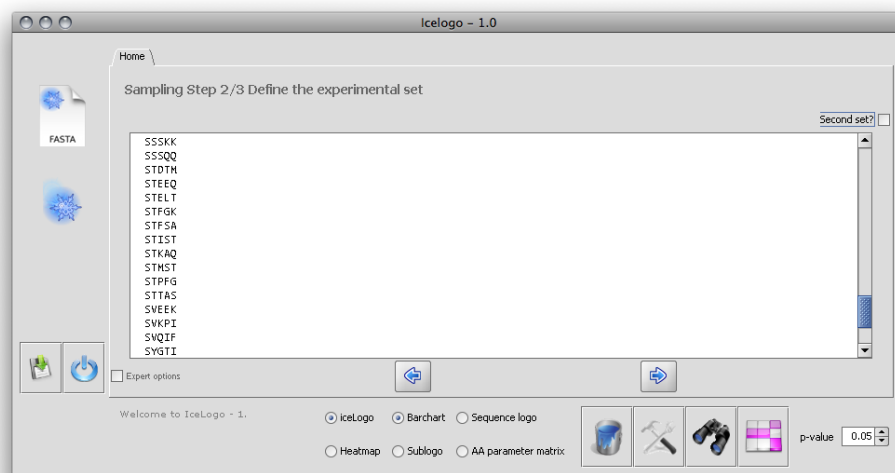 Icelogo - 1.0
Home
Sampling Step 2/3 Define the experimental set
Second set?
FASTA
SSSKK
SSSQQ
STDTM
STEEQ
STELT
STFGK
STFSA
STIST
STKAQ
STMST
STPFG
STTAS
SVEEK
SVKPI
SVQIF
SYGTI
Expert options
Welcome to IceLogo - 1.
iceLogo Barchart Sequence logo
Heatmap Sublogo AA parameter matrix
p-value 0.05